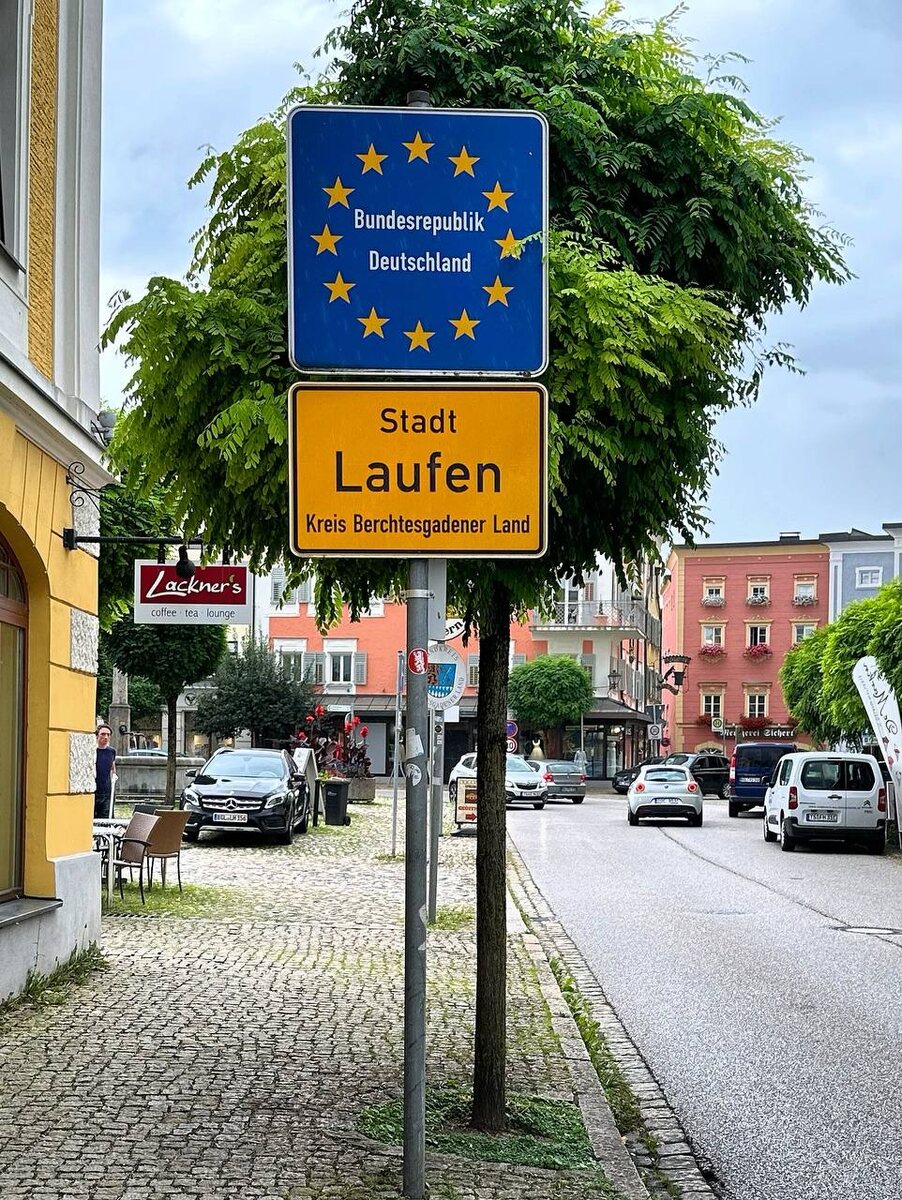 Bundesrepublik
Deutschland
Stadt
Laufen
Kreis Berchtesgadener Land
Lackner's
coffee · tea · lounge